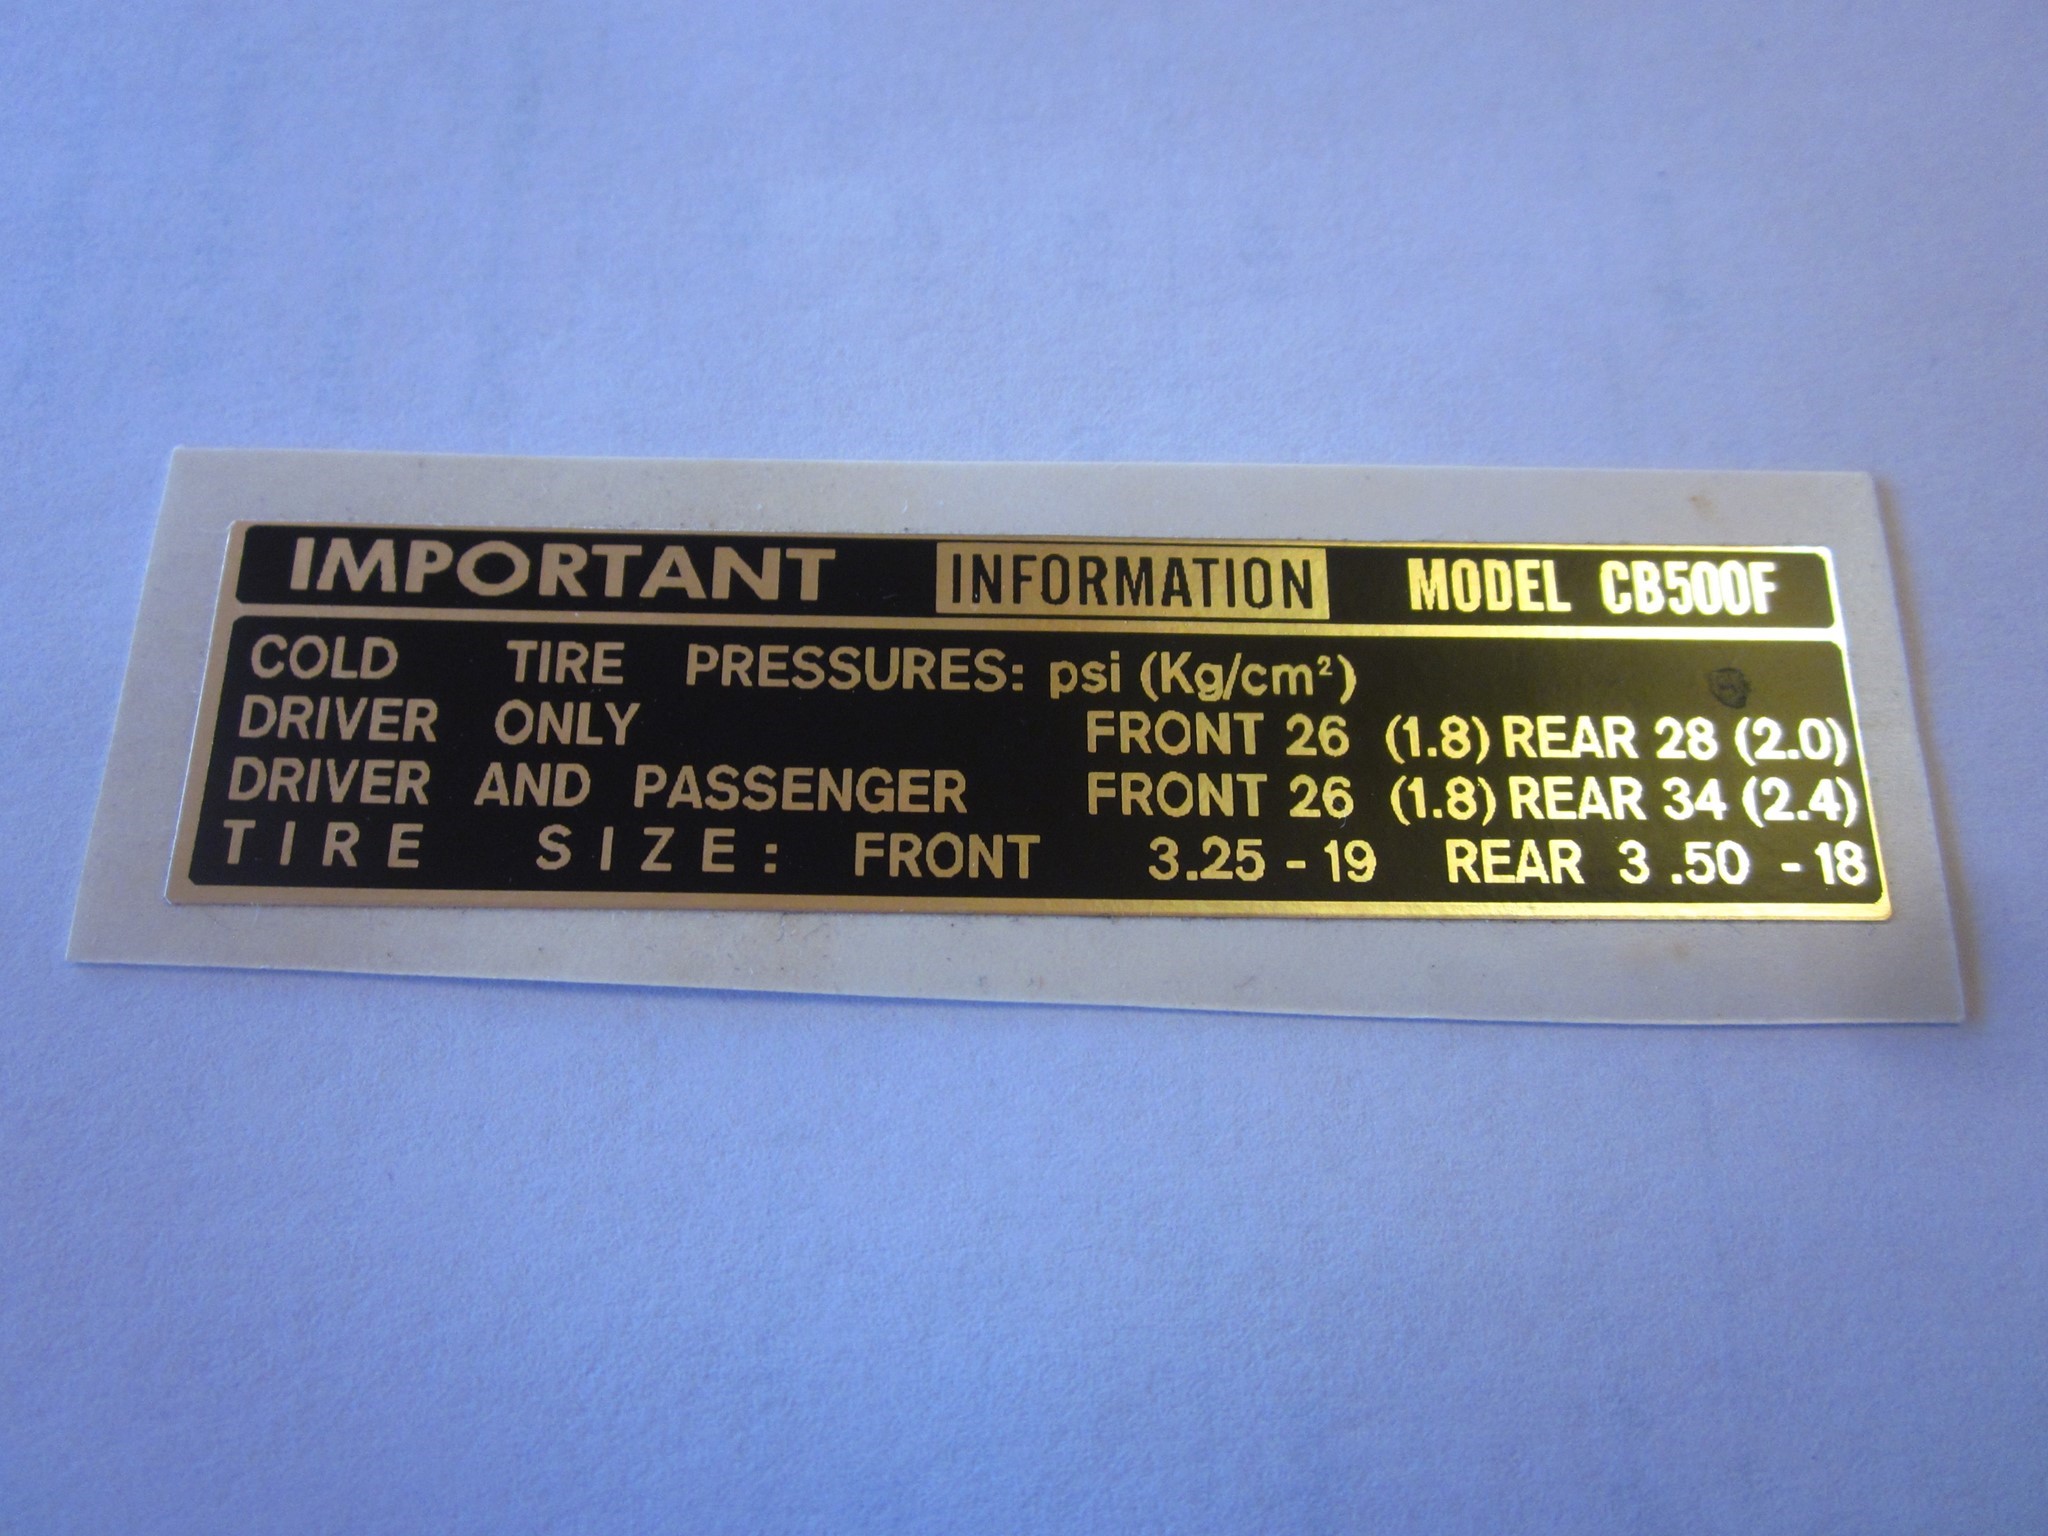 IMPORTANT INFORMATION MODEL CB500F
COLD TIRE PRESSURES: psi (Kg/cm²)
DRIVER ONLY FRONT 26 (1.8) REAR 28 (2.0)
DRIVER AND PASSENGER FRONT 26 (1.8) REAR 34 (2.4)
TIRE SIZE: FRONT 3.25 - 19 REAR 3 .50 - 18